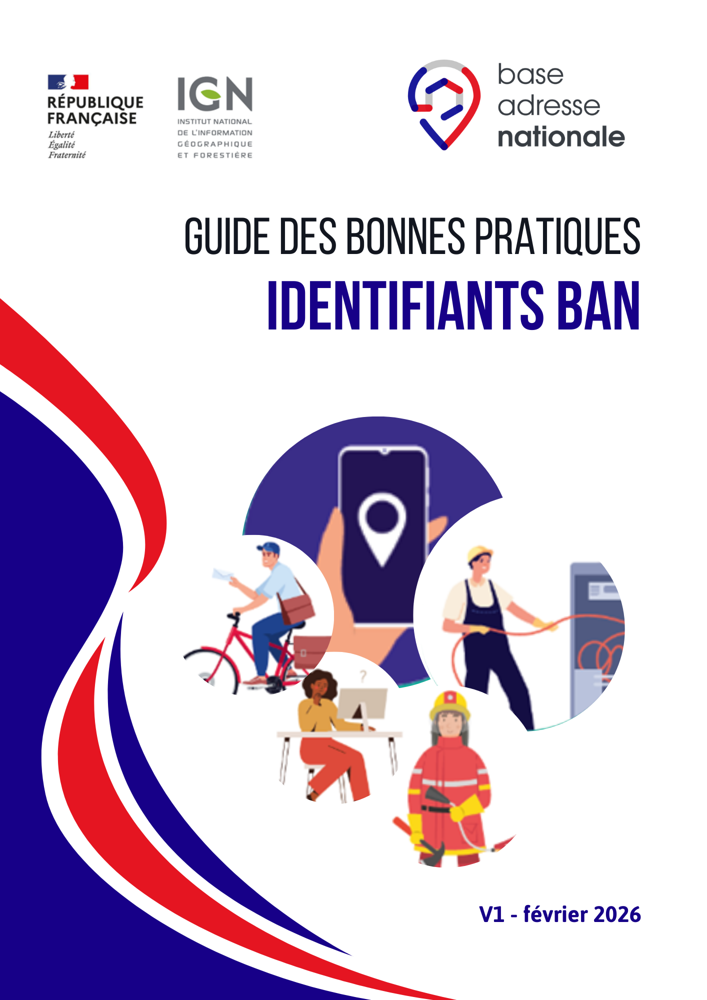 RÉPUBLIQUE
FRANÇAISE
Liberté
Égalité
Fraternité
IGN
INSTITUT NATIONAL
DE L'INFORMATION
GÉOGRAPHIQUE
ET FORESTIÈRE
base
adresse
nationale
GUIDE DES BONNES PRATIQUES
IDENTIFIANTS BAN
?
V1 - février 2026